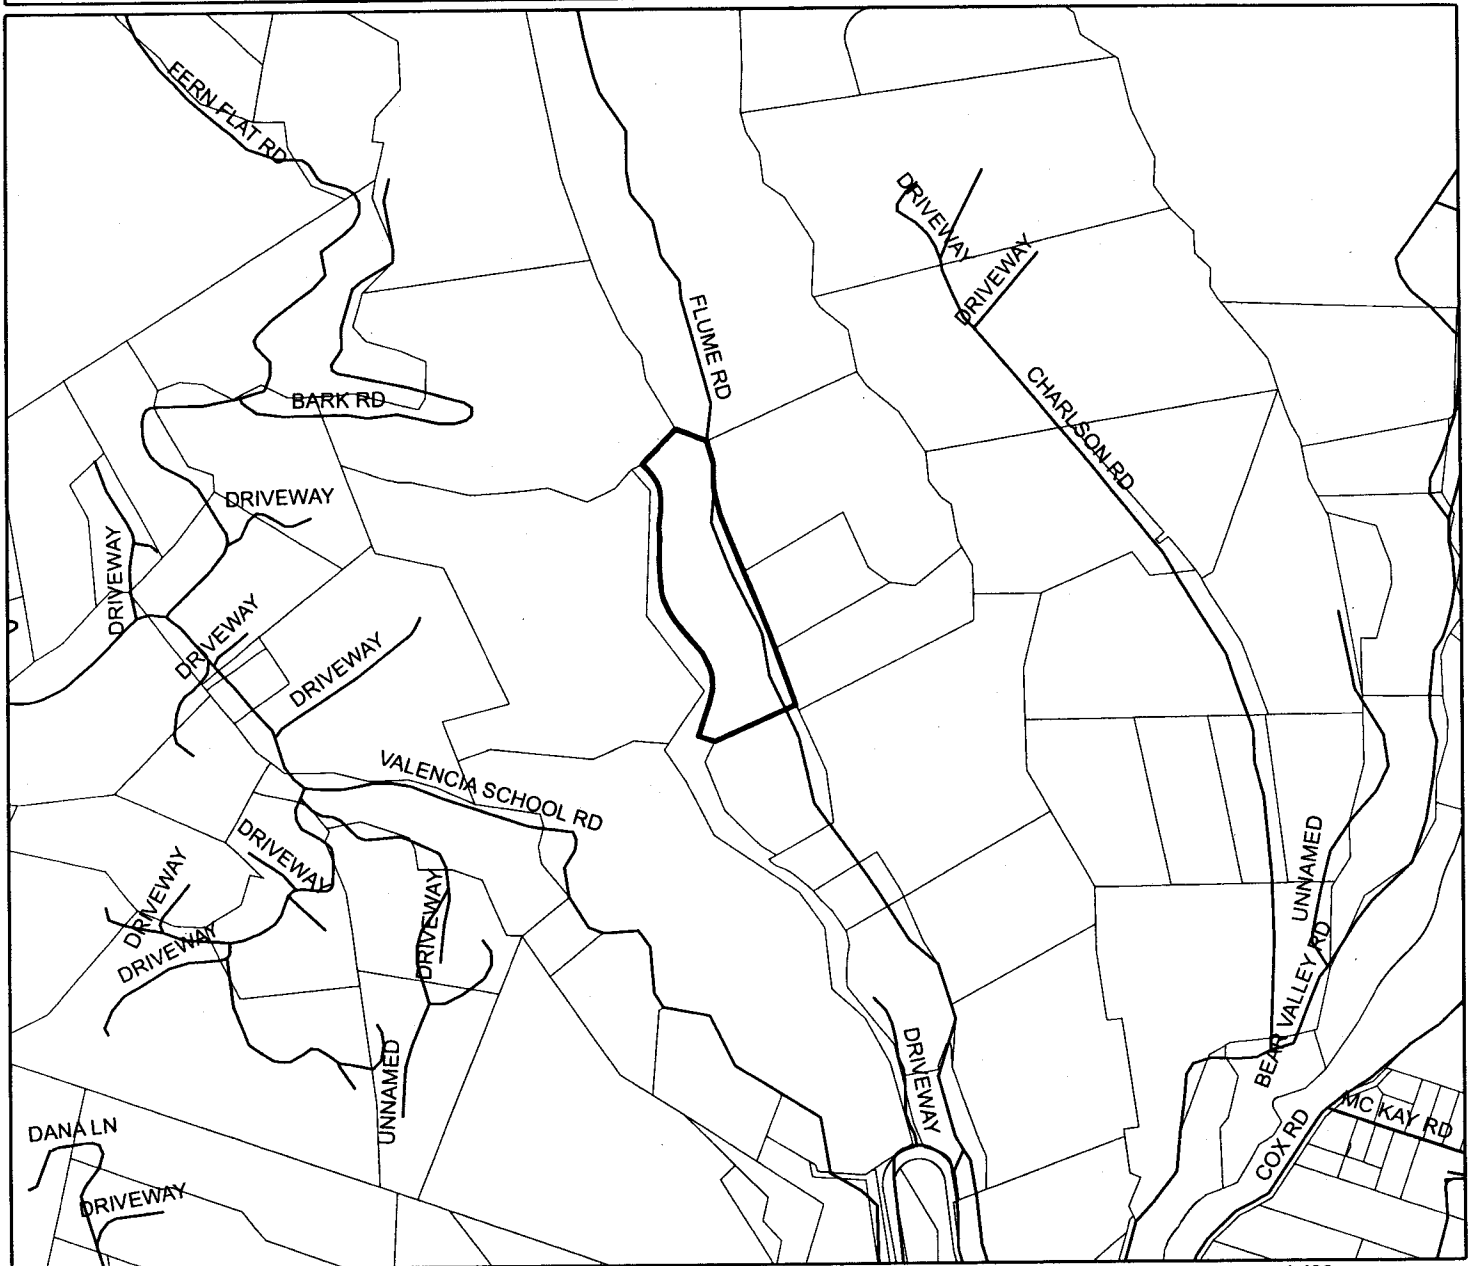 FERN FLAT RD
DRIVEWAY
DRIVEWAY
FLUME RD
CHARLSON RD
BARK RD
DRIVEWAY
DRIVEWAY
DRIVEWAY
DRIVEWAY
VALENCIA SCHOOL RD
DRIVEWAY
UNNAMED
DRIVEWAY
DRIVEWAY
DRIVEWAY
BEAR VALLEY RD
DRIVEWAY
UNNAMED
MC KAY RD
COX RD
DANA LN
DRIVEWAY